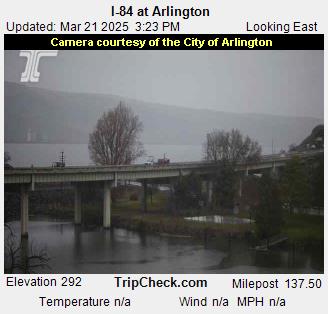 I-84 at Arlington
Updated: Mar 21 2025 3:23 PM Looking East
Camera courtesy of the City of Arlington
Elevation 292 TripCheck.com Milepost 137.50
Temperature n/a Wind n/a MPH n/a